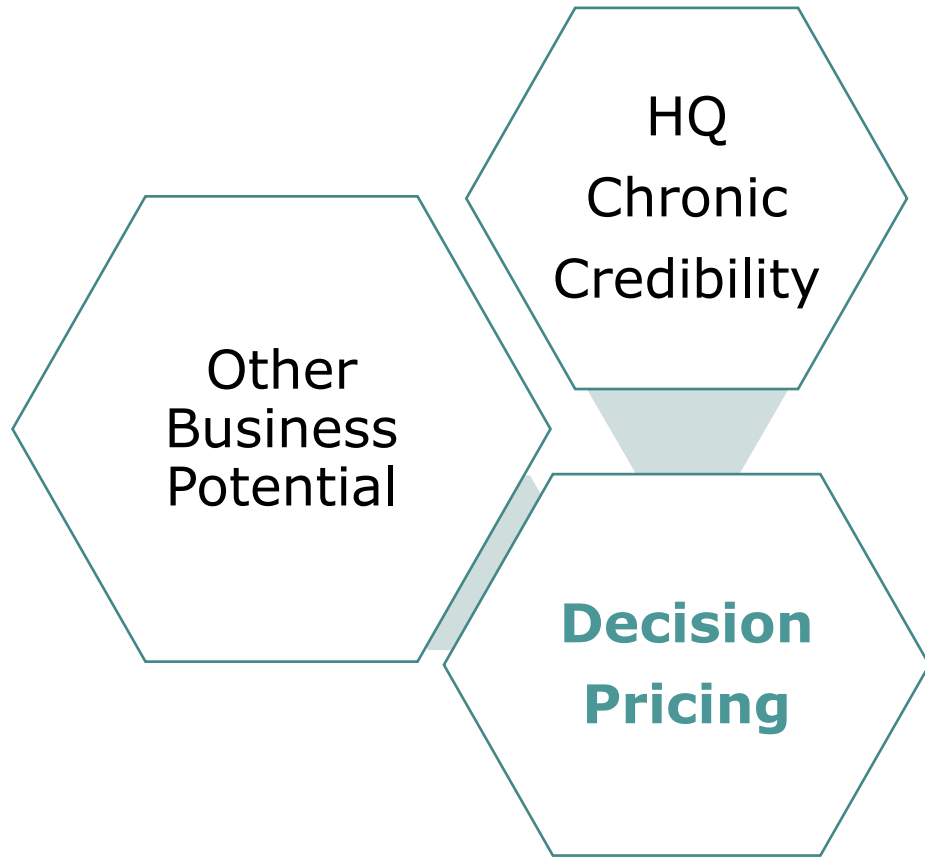 HQ
Chronic
Credibility
Other
Business
Potential
Decision
Pricing